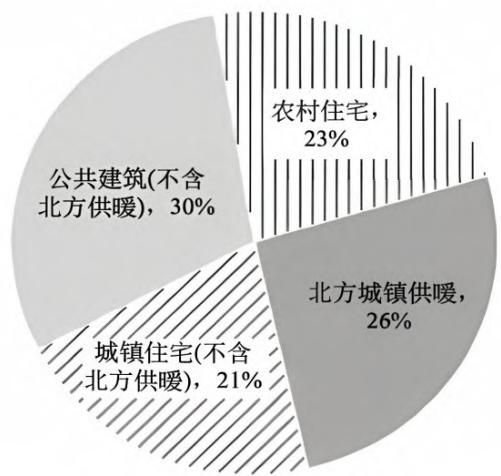 农村住宅，
23%
公共建筑(不含
北方供暖)，30%
北方城镇供暖，
26%
城镇住宅(不含
北方供暖)，21%